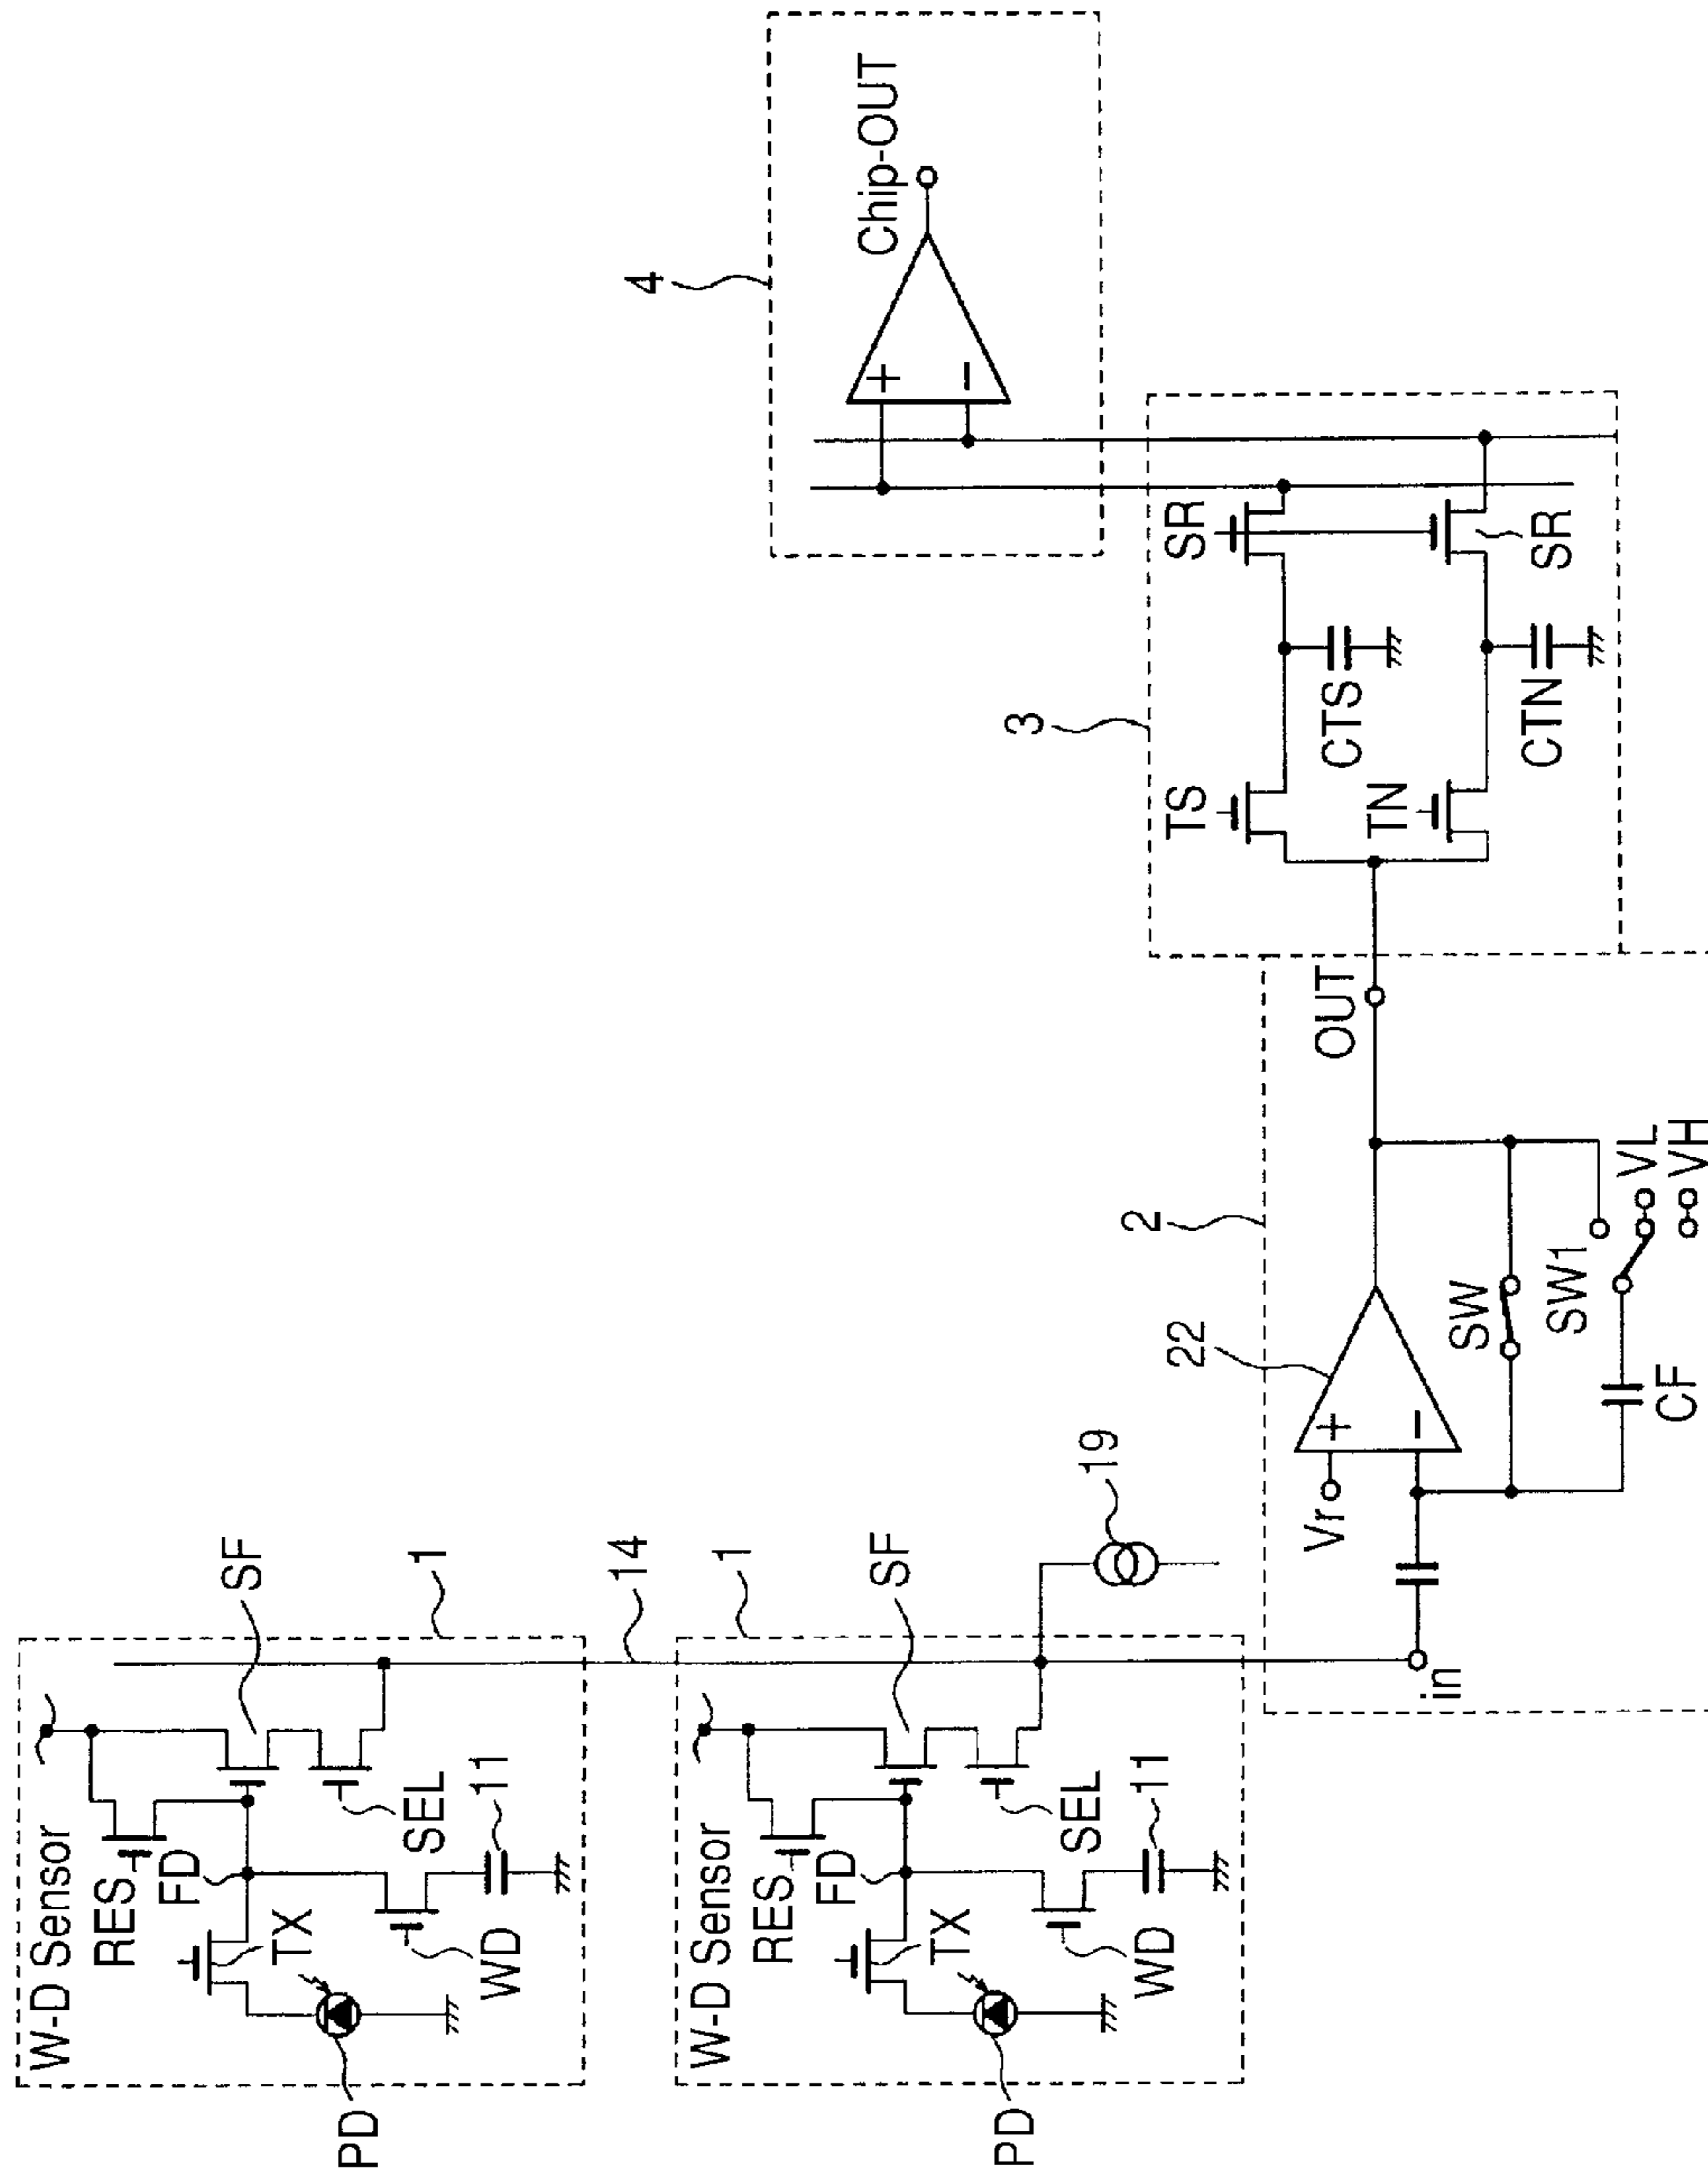 W-D Sensor
RES
FD
TX
PD
WD
SEL
11
SF
1
14
W-D Sensor
RES
FD
TX
PD
WD
SEL
11
SF
1
19
2
22
Vr
+
−
in
SW
SW1
CF
VL
VH
OUT
3
TS
TN
CTS
CTN
SR
SR
4
+
−
Chip-OUT